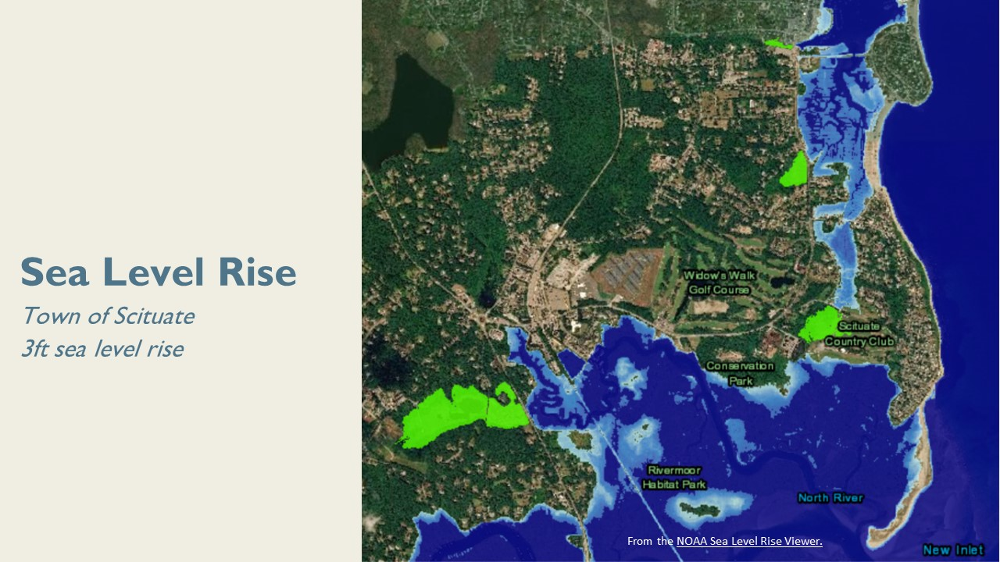 Sea Level Rise
Town of Scituate
3ft sea level rise
Widow's Walk
Golf Course
Scituate
Country Club
Conservation
Park
Rivermoor
Habitat Park
North River
From the NOAA Sea Level Rise Viewer.
New Inlet